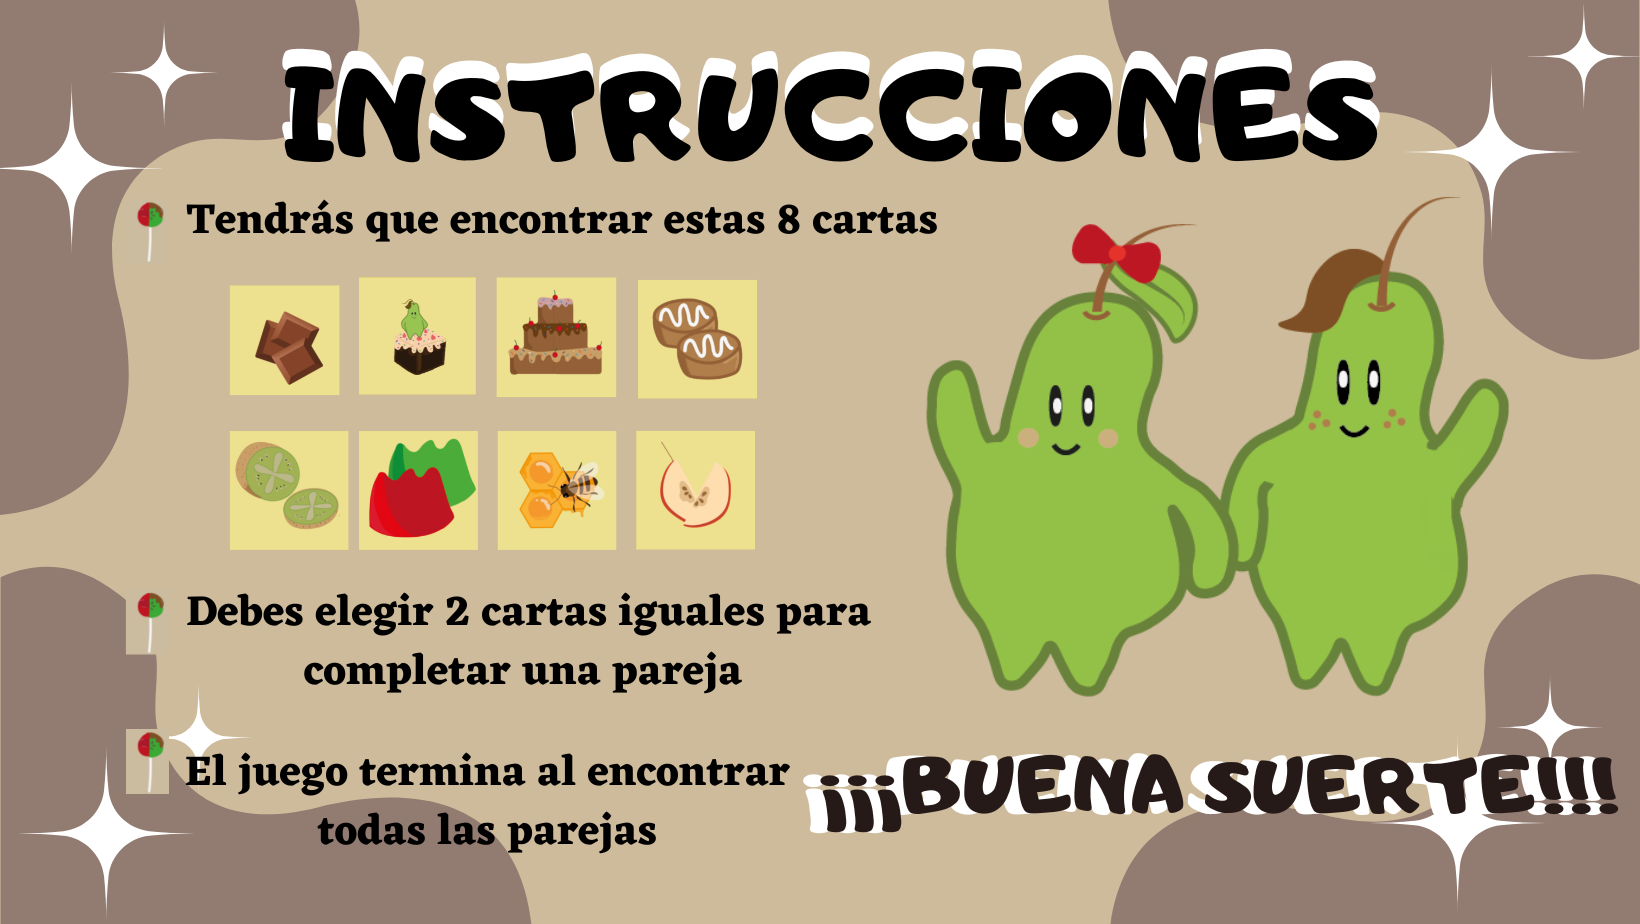 INSTRUCCIONES
Tendrás que encontrar estas 8 cartas
Debes elegir 2 cartas iguales para
completar una pareja
El juego termina al encontrar
todas las parejas
¡¡¡BUENA SUERTE!!!